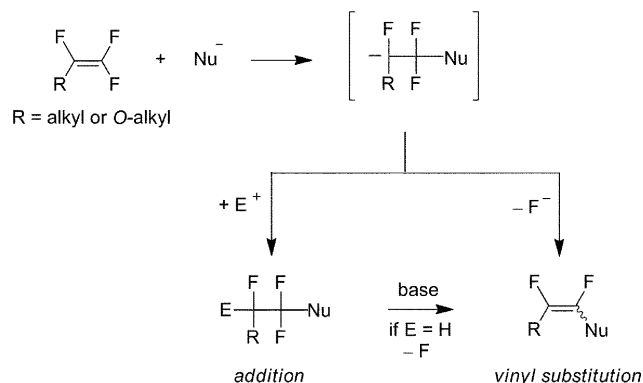 F F
R F
+ Nu⁻
R = alkyl or O-alkyl
F F
− Nu
R F
+ E⁺
− F⁻
F F
E Nu
R F
base
if E = H
− F
F F
R Nu
addition
vinyl substitution